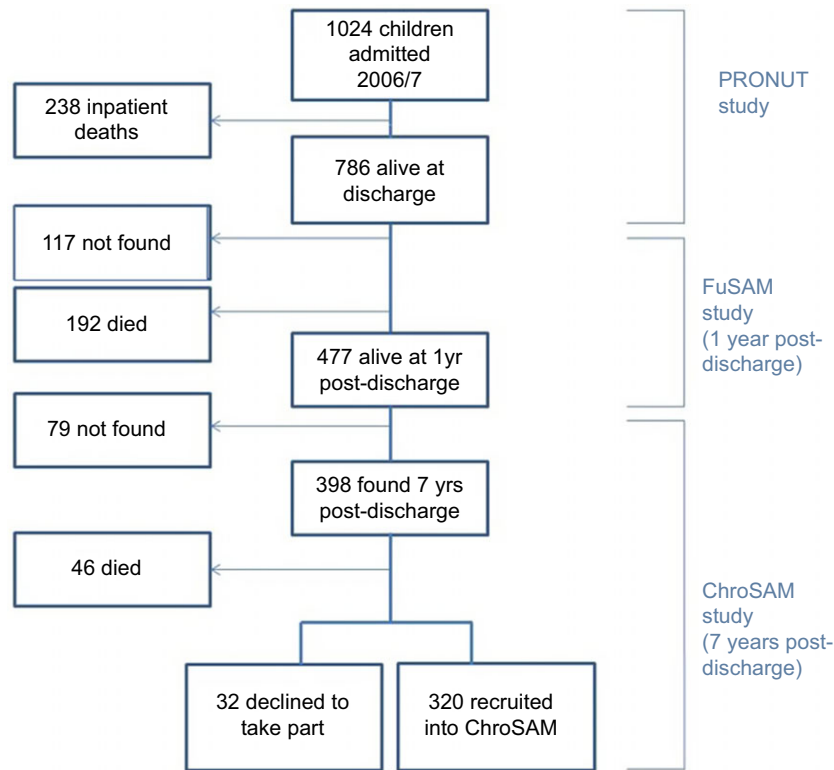 1024 children
admitted
2006/7
PRONUT
study
238 inpatient
deaths
786 alive at
discharge
117 not found
FuSAM
study
(1 year post-
discharge)
192 died
477 alive at 1yr
post-discharge
79 not found
398 found 7 yrs
post-discharge
46 died
ChroSAM
study
(7 years post-
discharge)
32 declined to
take part
320 recruited
into ChroSAM